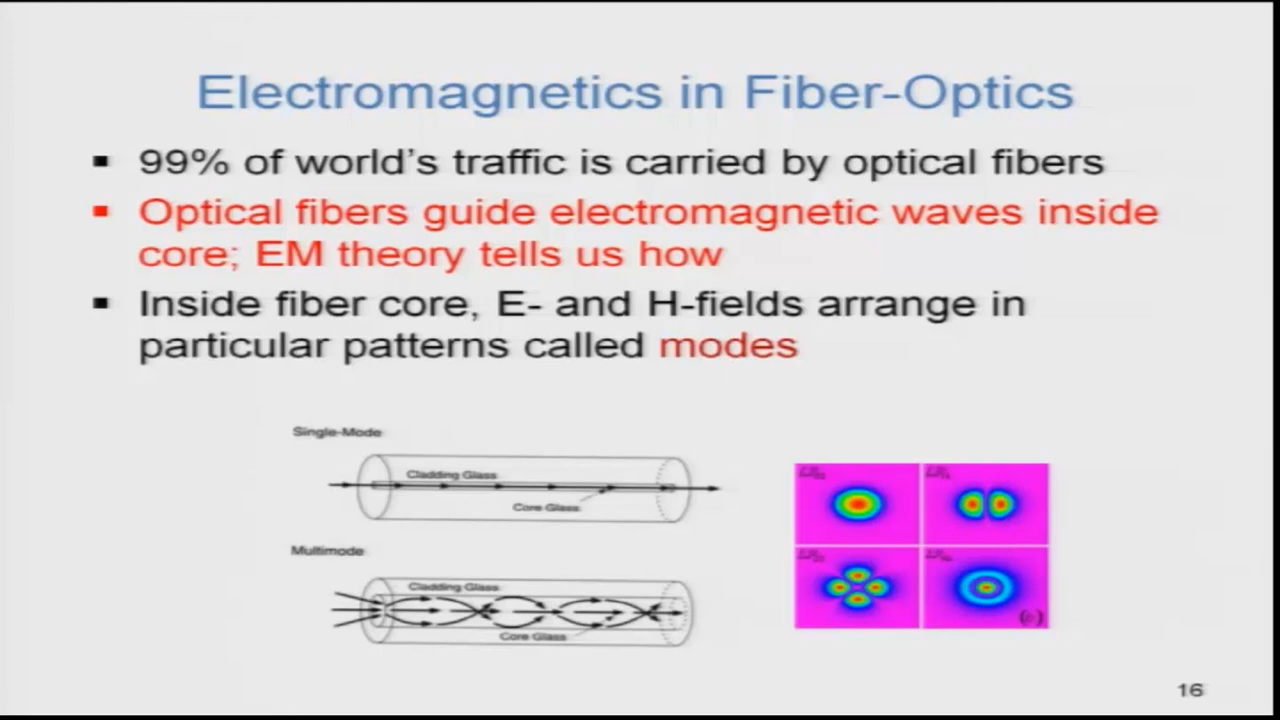 Electromagnetics in Fiber-Optics
▪ 99% of world's traffic is carried by optical fibers
▪ Optical fibers guide electromagnetic waves inside
core; EM theory tells us how
▪ Inside fiber core, E- and H-fields arrange in
particular patterns called modes
Single-Mode
Cladding Glass
Core Glass
Multimode
Cladding Glass
Core Glass
(c)
16